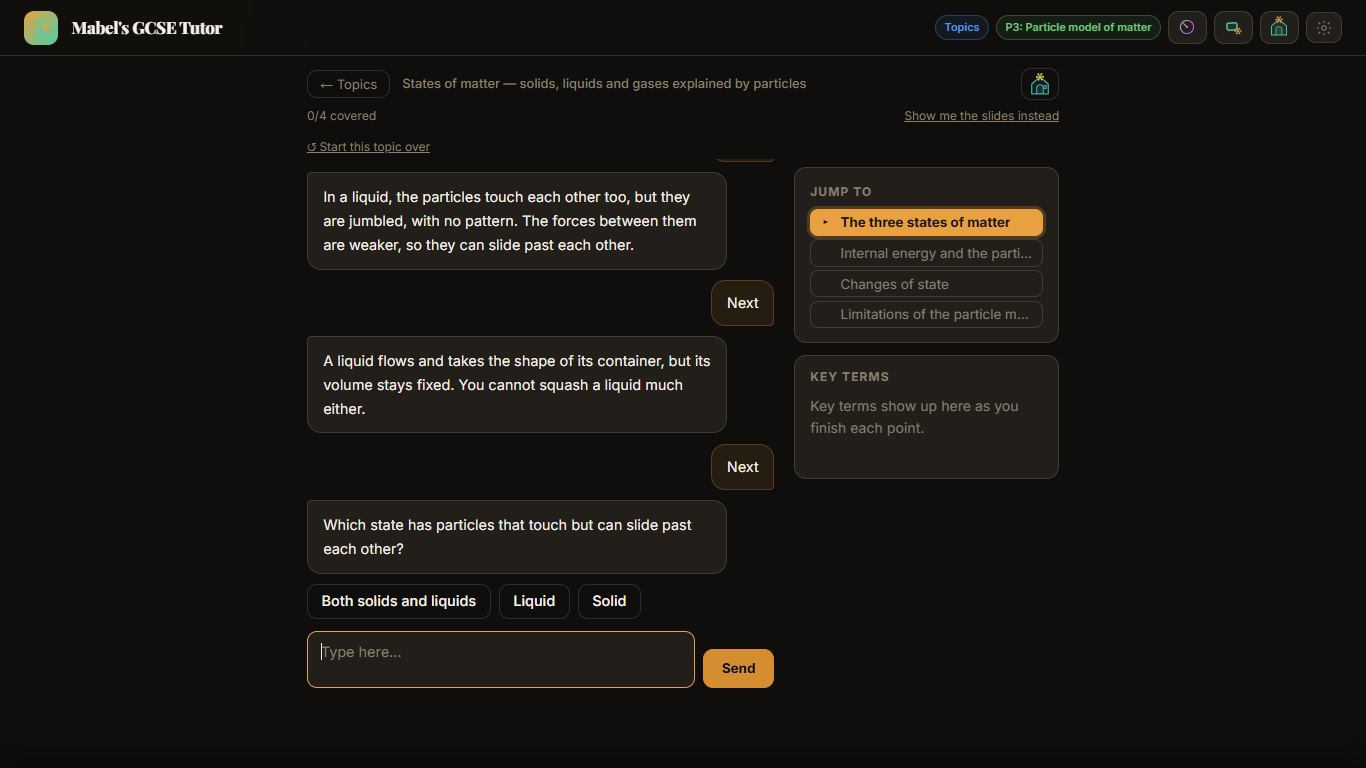 Mabel's GCSE Tutor
Topics
P3: Particle model of matter
← Topics
States of matter — solids, liquids and gases explained by particles
0/4 covered
Show me the slides instead
↺ Start this topic over
In a liquid, the particles touch each other too, but they
are jumbled, with no pattern. The forces between them
are weaker, so they can slide past each other.
Next
A liquid flows and takes the shape of its container, but its
volume stays fixed. You cannot squash a liquid much
either.
Next
Which state has particles that touch but can slide past
each other?
Both solids and liquids
Liquid
Solid
Type here...
Send
JUMP TO
The three states of matter
Internal energy and the parti...
Changes of state
Limitations of the particle m...
KEY TERMS
Key terms show up here as you
finish each point.